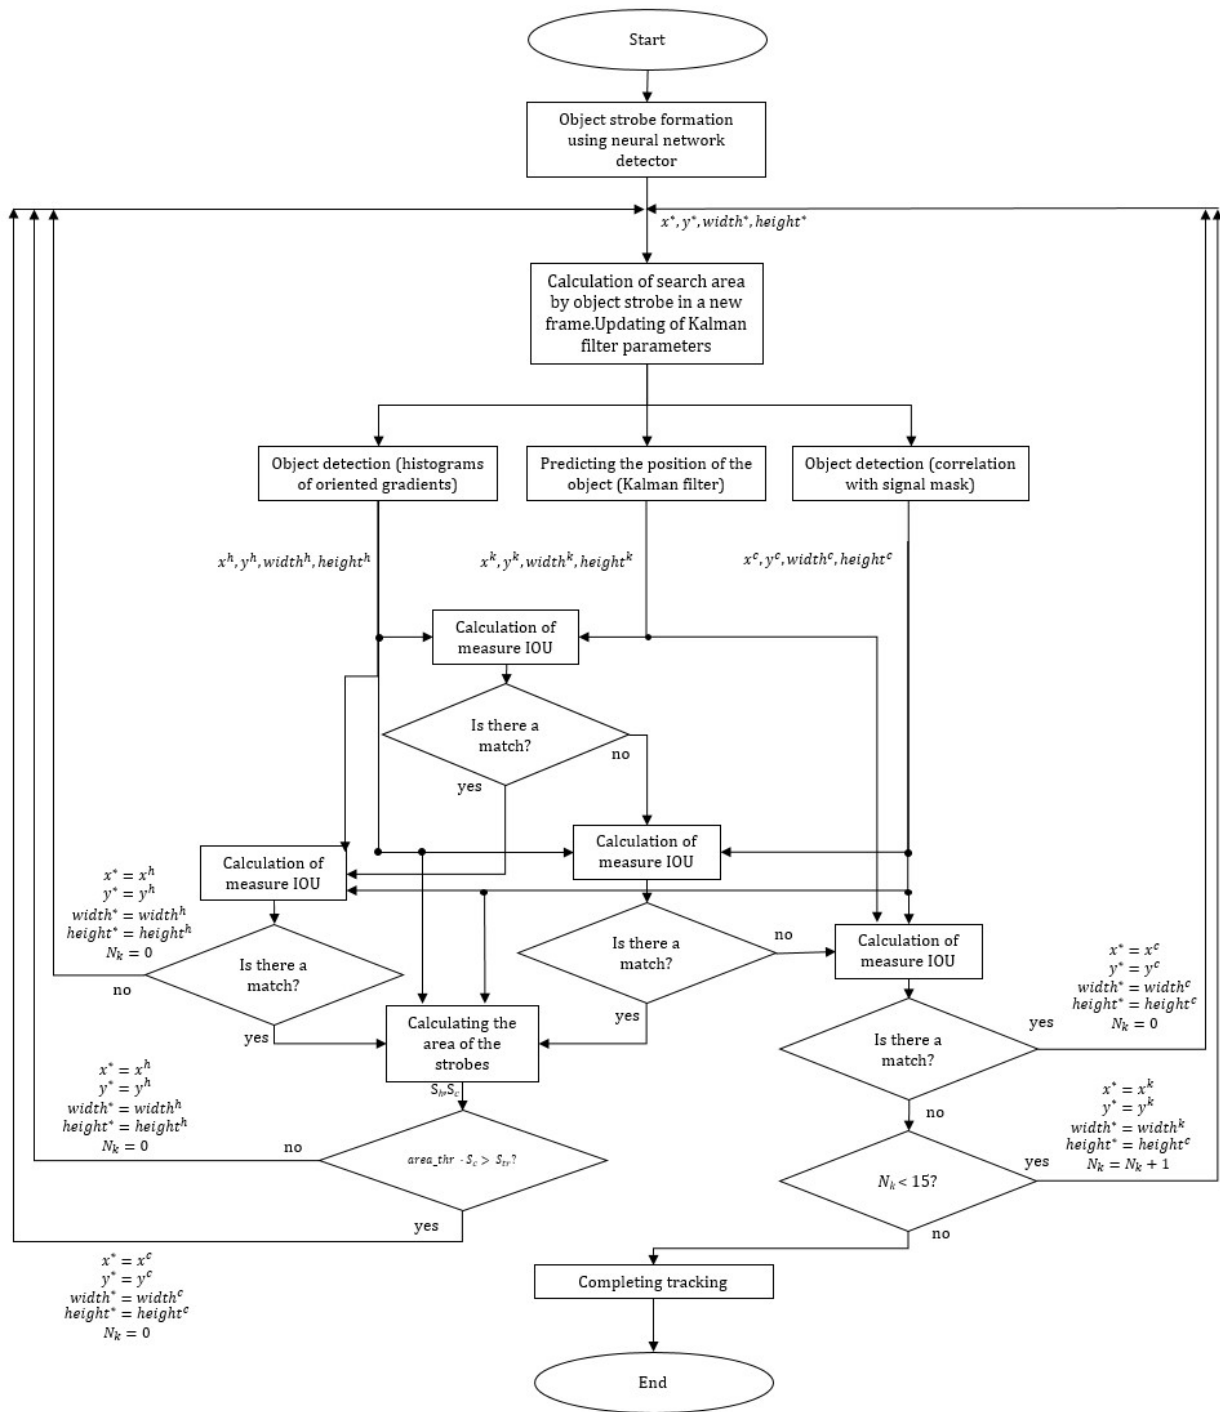 Start
Object strobe formation
using neural network
detector
x*, y*, width*, height*
Calculation of search area
by object strobe in a new
frame.Updating of Kalman
filter parameters
Object detection (histograms
of oriented gradients)
Predicting the position of the
object (Kalman filter)
Object detection (correlation
with signal mask)
x^h, y^h, width^h, height^h
x^k, y^k, width^k, height^k
x^c, y^c, width^c, height^c
Calculation of
measure IOU
Is there a
match?
no
yes
Calculation of
measure IOU
Calculation of
measure IOU
x* = x^h
y* = y^h
width* = width^h
height* = height^h
N_k = 0
Is there a
match?
no
yes
Is there a
match?
no
yes
Calculation of
measure IOU
x* = x^c
y* = y^c
width* = width^c
height* = height^c
N_k = 0
Is there a
match?
yes
no
Calculating the
area of the
strobes
S_h, S_c
x* = x^h
y* = y^h
width* = width^h
height* = height^h
N_k = 0
no
area_thr · S_c > S_tr?
yes
x* = x^k
y* = y^k
width* = width^k
height* = height^c
N_k = N_k + 1
N_k < 15?
yes
no
x* = x^c
y* = y^c
width* = width^c
height* = height^c
N_k = 0
Completing tracking
End